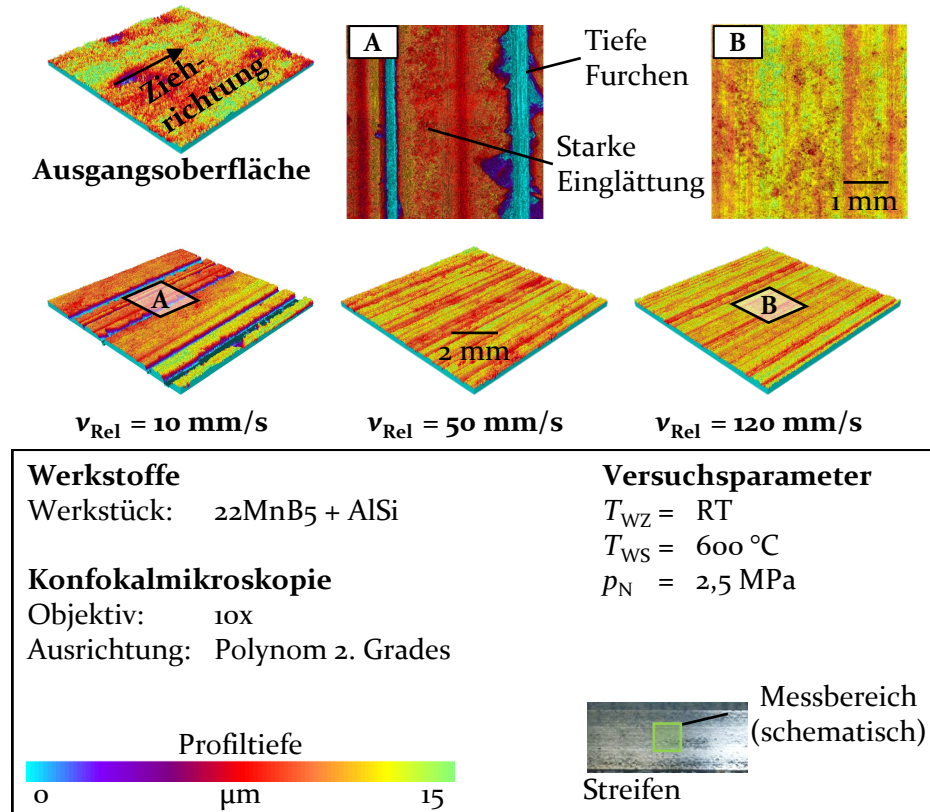 Zieh-
richtung
Ausgangsoberfläche
A
Tiefe
Furchen
Starke
Einglättung
B
1 mm
A
2 mm
B
vRel = 10 mm/s
vRel = 50 mm/s
vRel = 120 mm/s
Werkstoffe
Werkstück: 22MnB5 + AlSi
Konfokalmikroskopie
Objektiv: 10x
Ausrichtung: Polynom 2. Grades
Profiltiefe
0 µm 15
Versuchsparameter
TWZ = RT
TWS = 600 °C
pN = 2,5 MPa
Messbereich
(schematisch)
Streifen